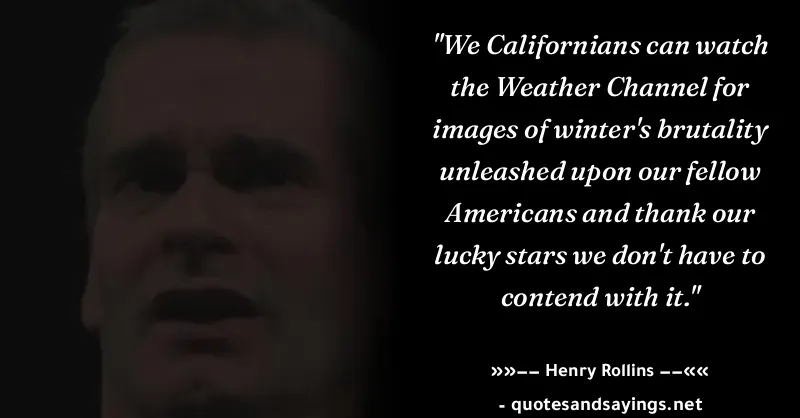 "We Californians can watch
the Weather Channel for
images of winter's brutality
unleashed upon our fellow
Americans and thank our
lucky stars we don't have to
contend with it."
»»—— Henry Rollins ——««
- quotesandsayings.net